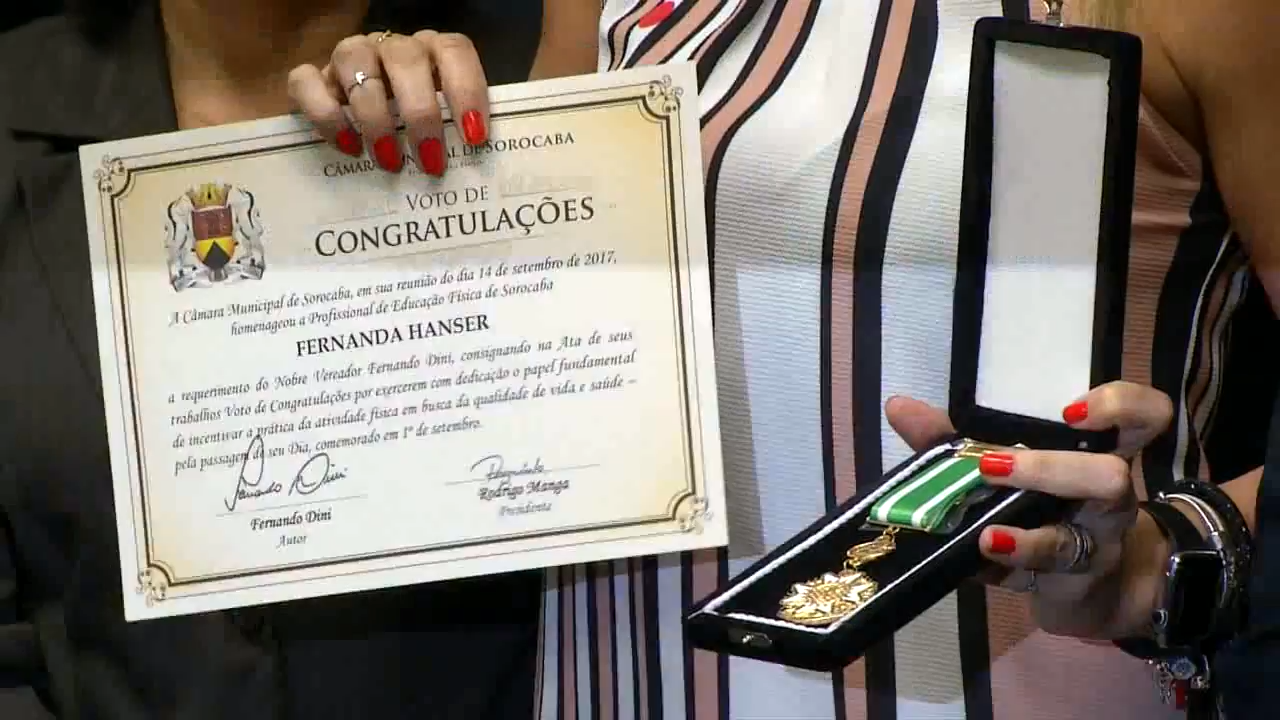 CÂMARA MUNICIPAL DE SOROCABA
VOTO DE
CONGRATULAÇÕES
A Câmara Municipal de Sorocaba, em sua reunião do dia 14 de setembro de 2017,
homenageou a Profissional de Educação Física de Sorocaba
FERNANDA HANSER
a requerimento do Nobre Vereador Fernando Dini, consignando na Ata de seus
trabalhos Voto de Congratulações por exercerem com dedicação o papel fundamental
de incentivar a prática da atividade física em busca da qualidade de vida e saúde –
pela passagem de seu Dia, comemorado em 1º de setembro.
Fernando Dini
Fernando Dini
Autor
Rodrigo Manga
Presidente